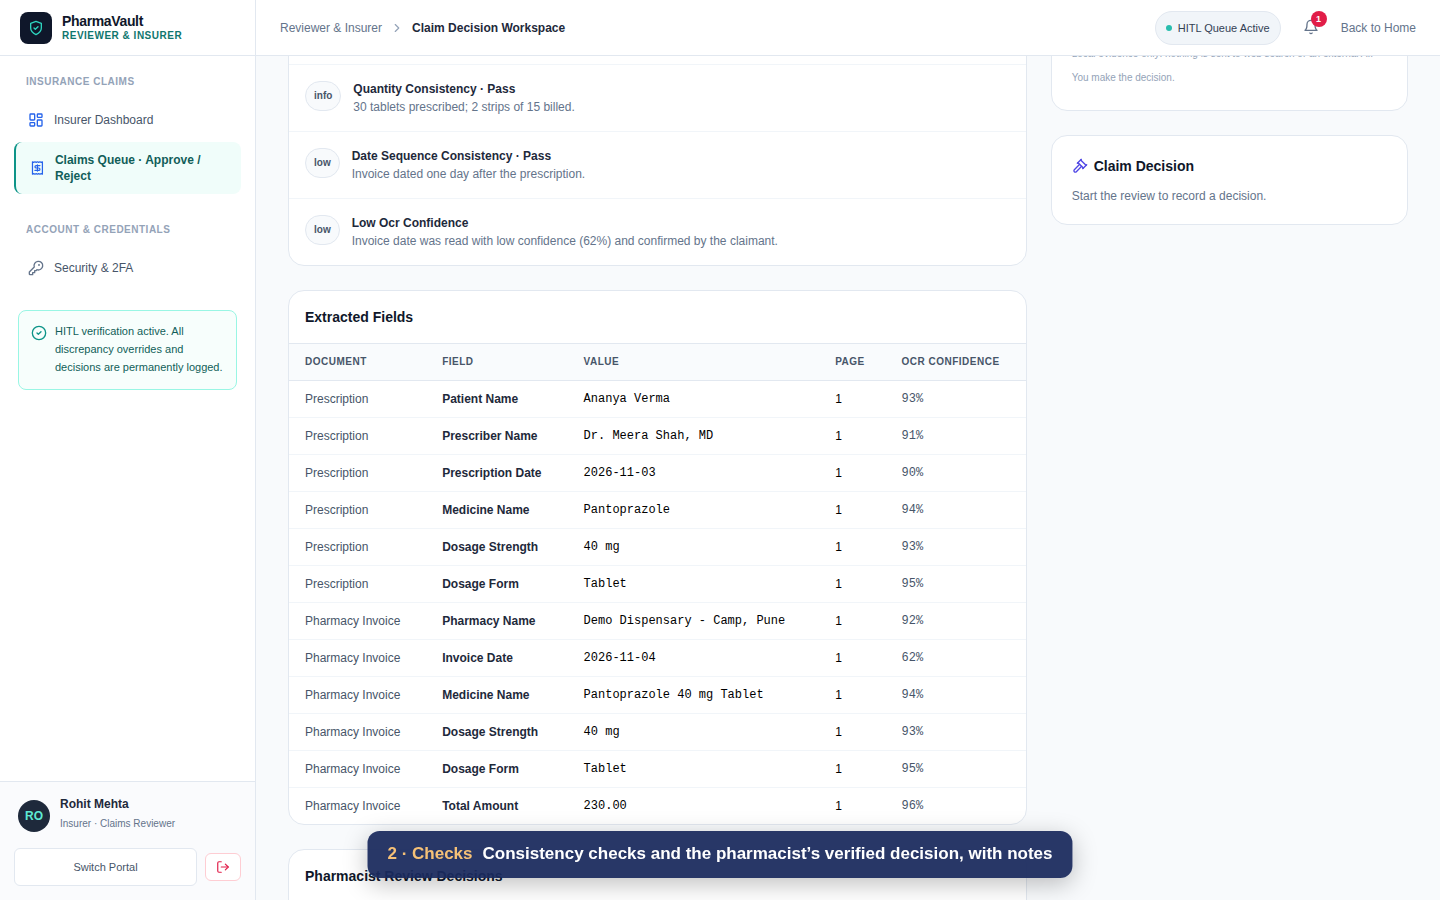 PharmaVault
REVIEWER & INSURER
INSURANCE CLAIMS
Insurer Dashboard
Claims Queue · Approve /
Reject
ACCOUNT & CREDENTIALS
Security & 2FA
HITL verification active. All
discrepancy overrides and
decisions are permanently logged.
RO
Rohit Mehta
Insurer · Claims Reviewer
Switch Portal
Reviewer & Insurer
Claim Decision Workspace
HITL Queue Active
1
Back to Home
info
Quantity Consistency · Pass
30 tablets prescribed; 2 strips of 15 billed.
low
Date Sequence Consistency · Pass
Invoice dated one day after the prescription.
low
Low Ocr Confidence
Invoice date was read with low confidence (62%) and confirmed by the claimant.
Extracted Fields
DOCUMENT FIELD VALUE PAGE OCR CONFIDENCE
Prescription Patient Name Ananya Verma 1 93%
Prescription Prescriber Name Dr. Meera Shah, MD 1 91%
Prescription Prescription Date 2026-11-03 1 90%
Prescription Medicine Name Pantoprazole 1 94%
Prescription Dosage Strength 40 mg 1 93%
Prescription Dosage Form Tablet 1 95%
Pharmacy Invoice Pharmacy Name Demo Dispensary - Camp, Pune 1 92%
Pharmacy Invoice Invoice Date 2026-11-04 1 62%
Pharmacy Invoice Medicine Name Pantoprazole 40 mg Tablet 1 94%
Pharmacy Invoice Dosage Strength 40 mg 1 93%
Pharmacy Invoice Dosage Form Tablet 1 95%
Pharmacy Invoice Total Amount 230.00 1 96%
Pharmacist Review Decisions
2 · Checks Consistency checks and the pharmacist’s verified decision, with notes
You make the decision.
Claim Decision
Start the review to record a decision.